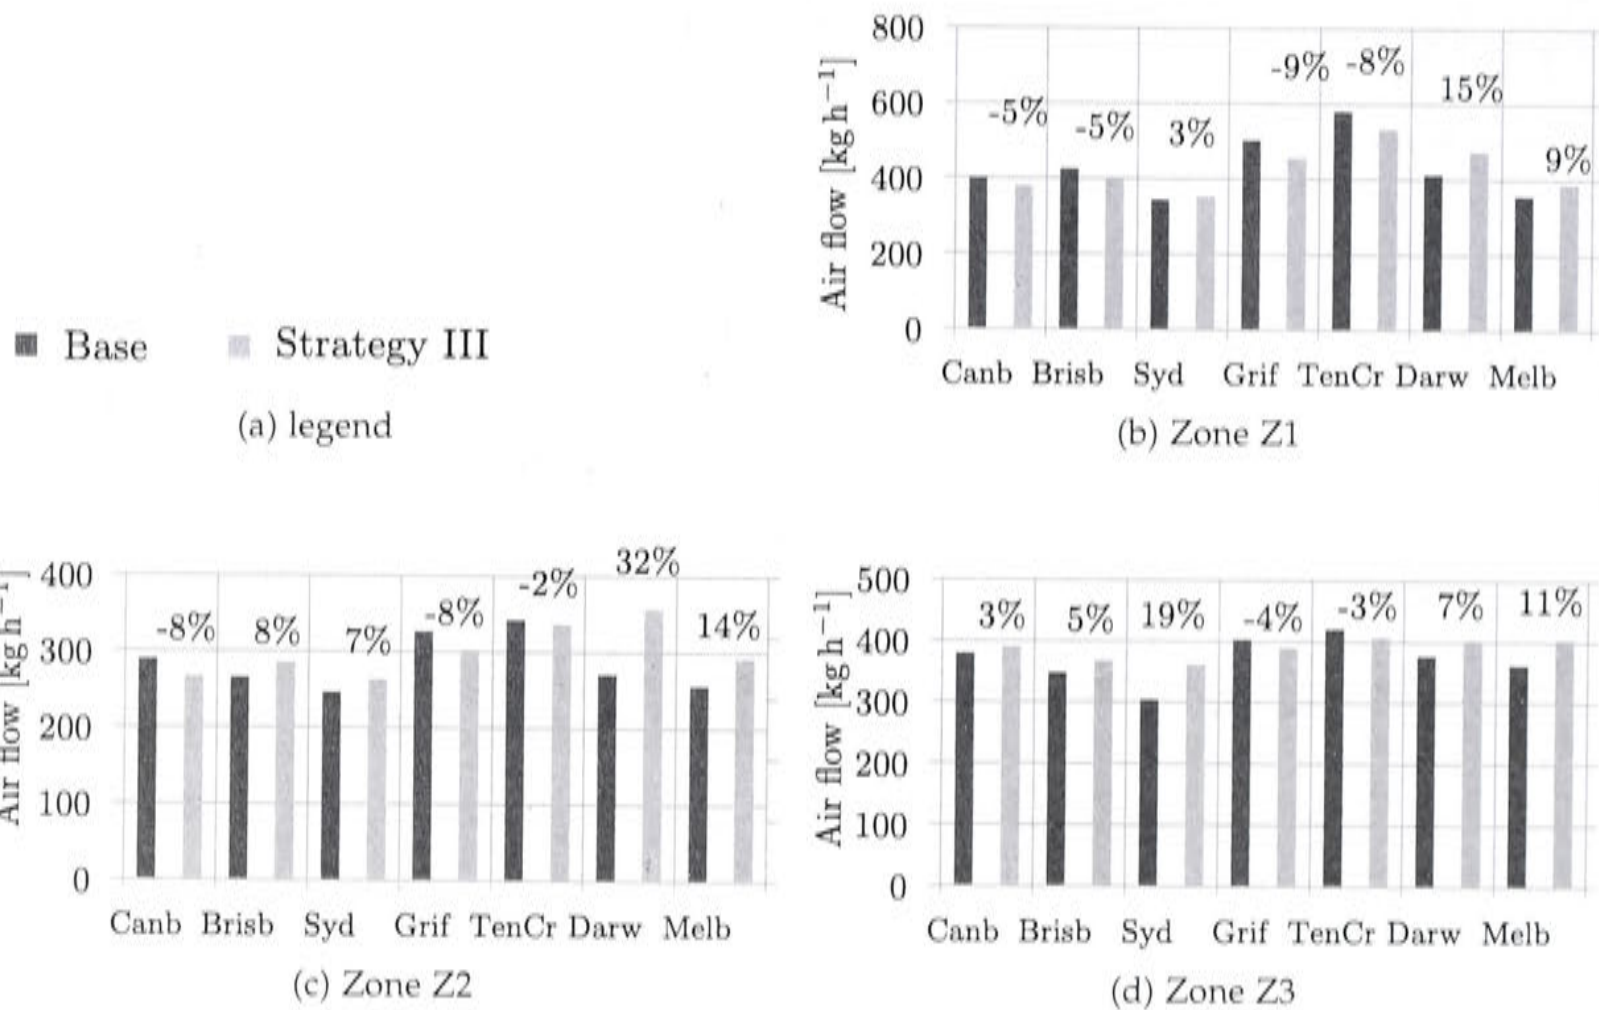 Base Strategy III
(a) legend
800
600
400
200
0
Air flow [kg h⁻¹]
-5% -5% 3% -9% -8% 15% 9%
Canb Brisb Syd Grif TenCr Darw Melb
(b) Zone Z1
400
300
200
100
0
Air flow [kg h⁻¹]
-8% 8% 7% -8% -2% 32% 14%
Canb Brisb Syd Grif TenCr Darw Melb
(c) Zone Z2
500
400
300
200
100
0
Air flow [kg h⁻¹]
3% 5% 19% -4% -3% 7% 11%
Canb Brisb Syd Grif TenCr Darw Melb
(d) Zone Z3